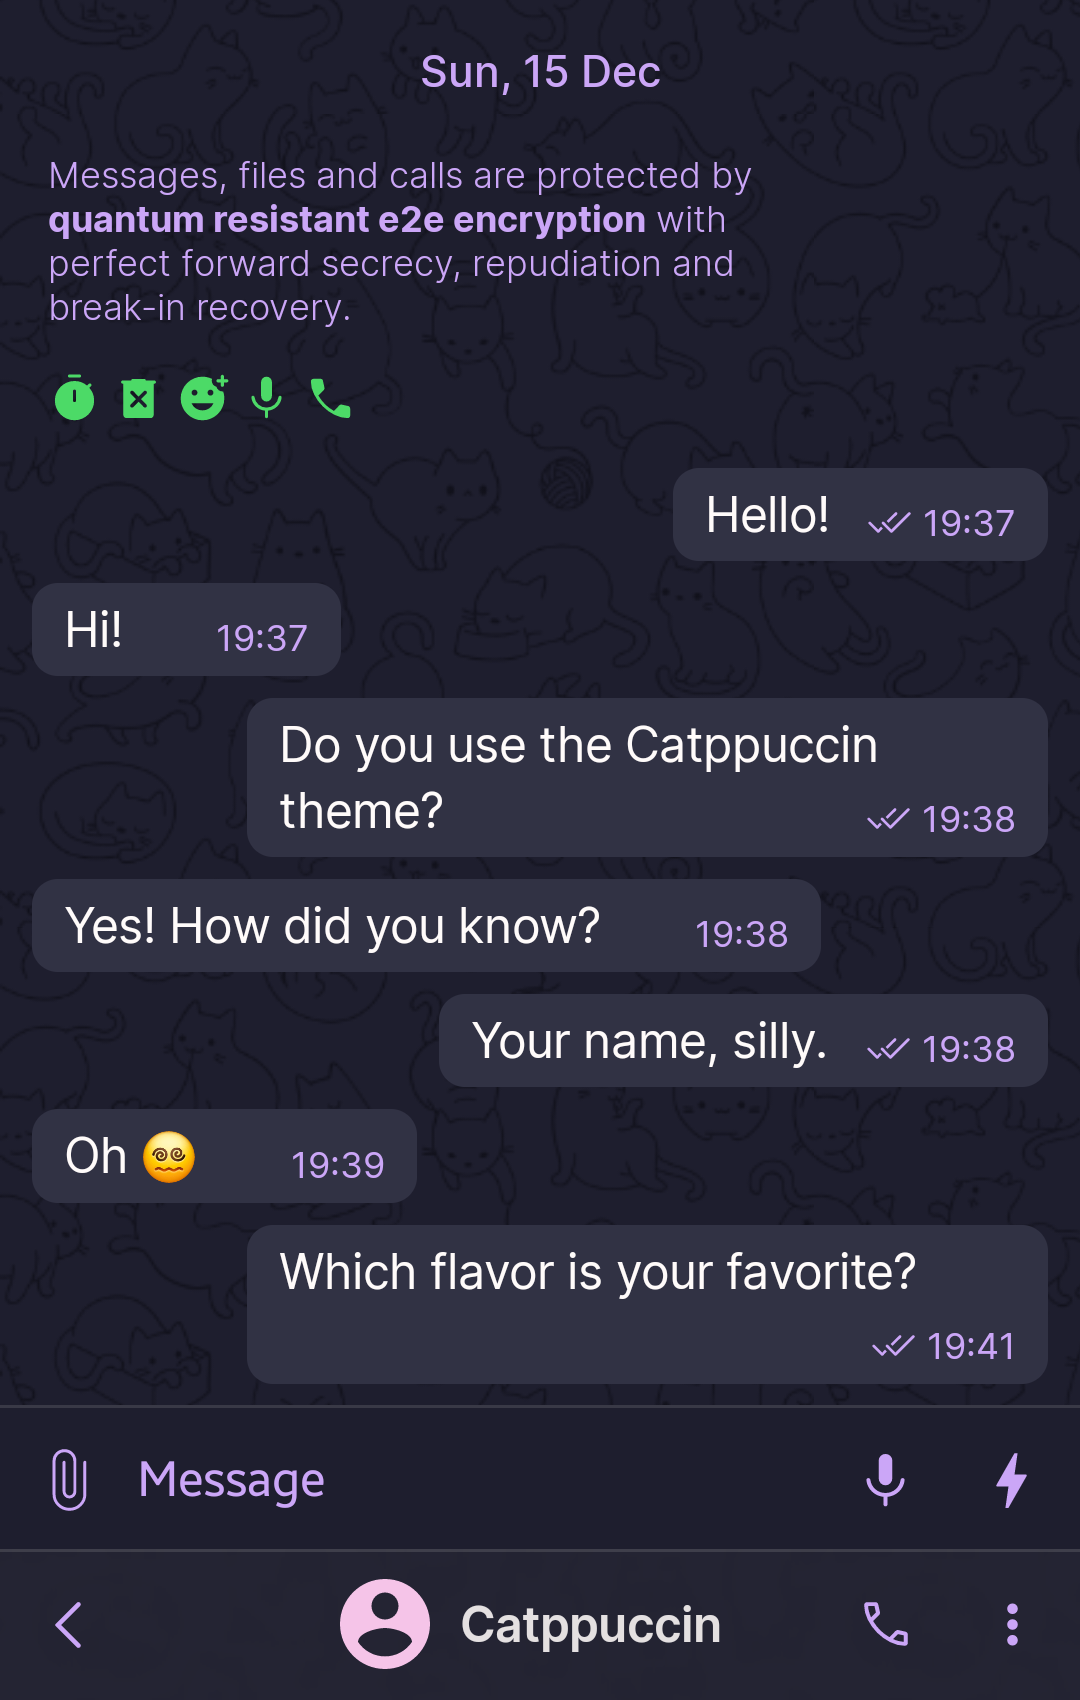 Sun, 15 Dec
Messages, files and calls are protected by
quantum resistant e2e encryption with
perfect forward secrecy, repudiation and
break-in recovery.
Hello! 19:37
Hi! 19:37
Do you use the Catppuccin
theme? 19:38
Yes! How did you know? 19:38
Your name, silly. 19:38
Oh 😵‍💫 19:39
Which flavor is your favorite?
19:41
Message
Catppuccin